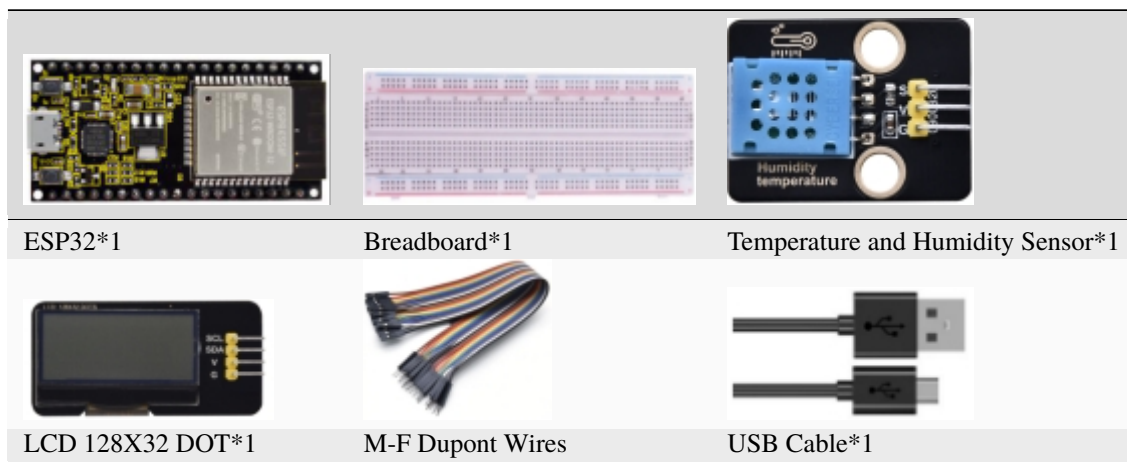 S
V
G
Humidity
temperature
ESP32*1
Breadboard*1
Temperature and Humidity Sensor*1
SCL
SDA
V
G
LCD 128X32 DOT*1
M-F Dupont Wires
USB Cable*1